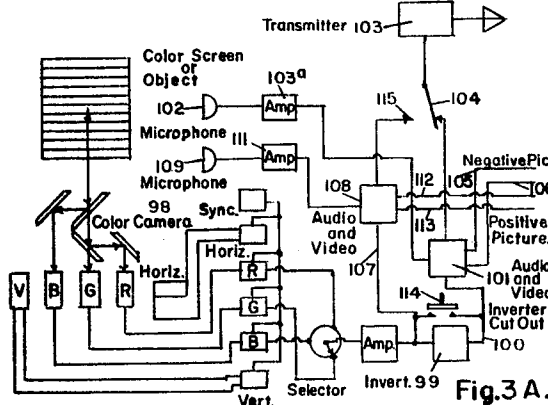 Transmitter 103
Color Screen
or
Object
103a
Amp
102
115
104
Microphone
111
Amp
109
Microphone
108
112
105
Negative Pic
106
113
Positive
Pictures
98
Color Camera
Sync.
Audio
and
Video
107
101
Audio
and
Video
Horiz.
Horiz.
114
Inverter
Cut Out
V
B
G
R
R
G
B
Amp.
100
Selector
Invert. 99
Vert.
Fig.3 A.